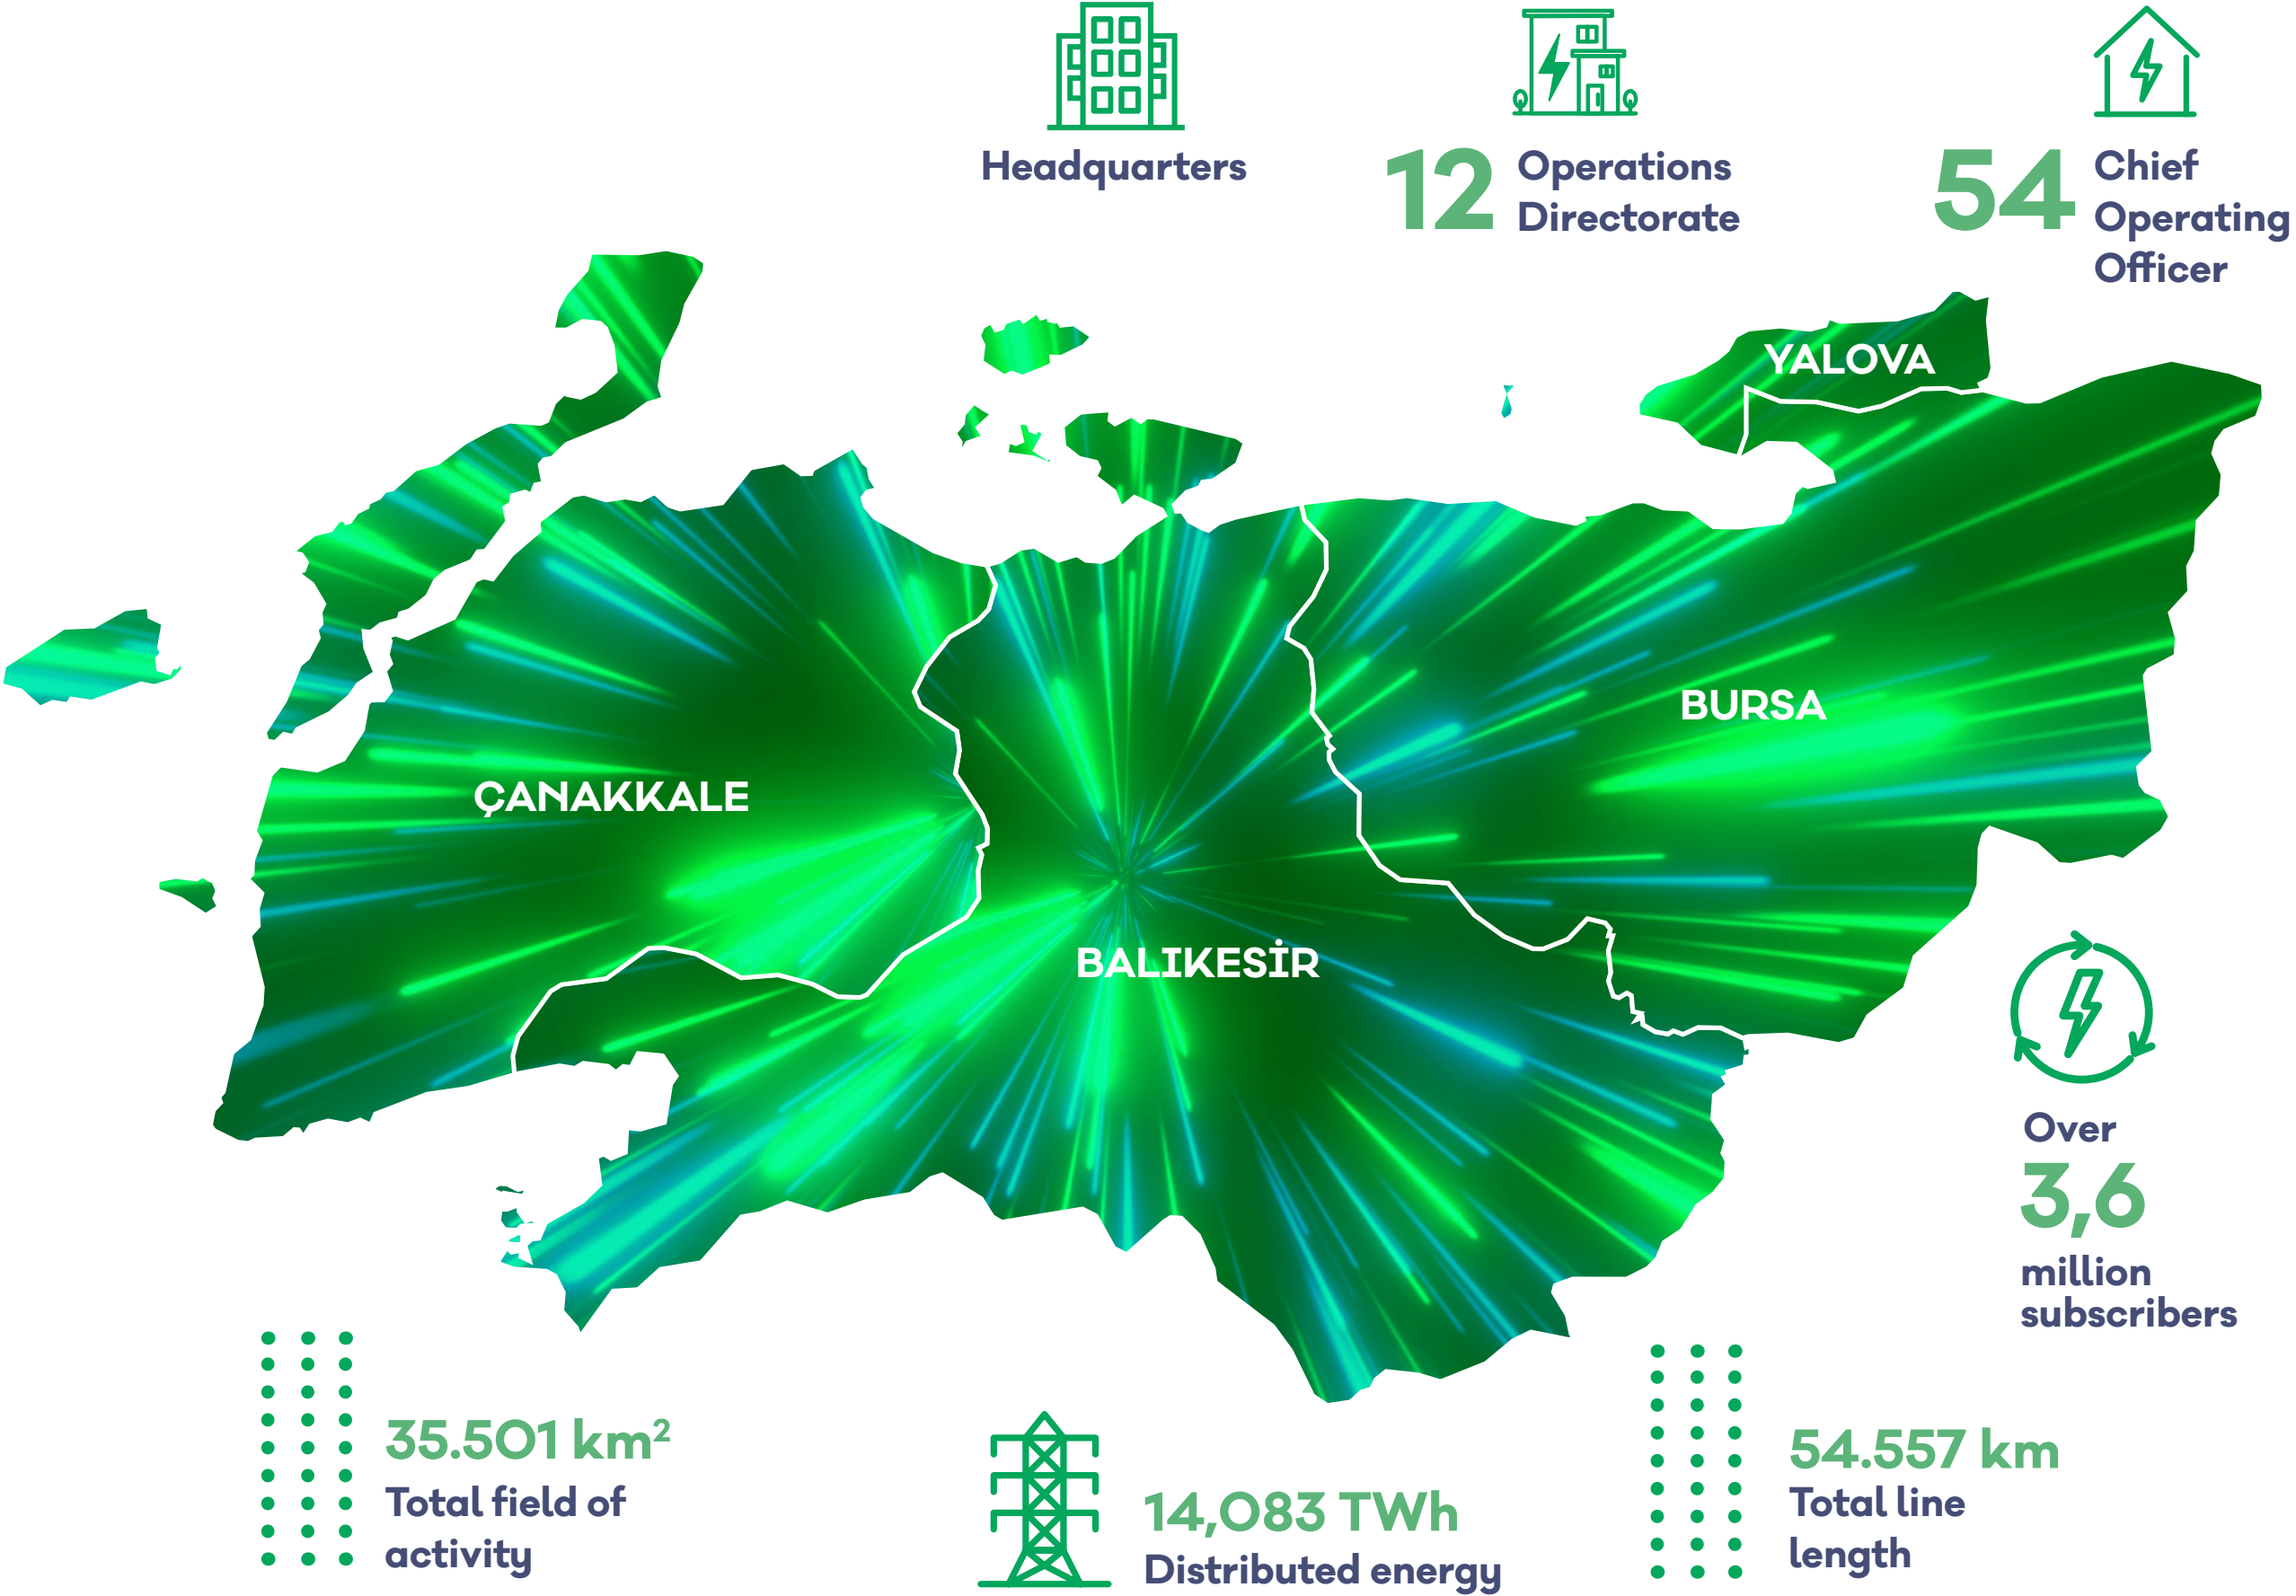 Headquarters
12 Operations
Directorate
54 Chief
Operating
Officer
YALOVA
BURSA
ÇANAKKALE
BALIKESİR
Over
3,6
million
subscribers
35.501 km²
Total field of
activity
14,083 TWh
Distributed energy
54.557 km
Total line
length